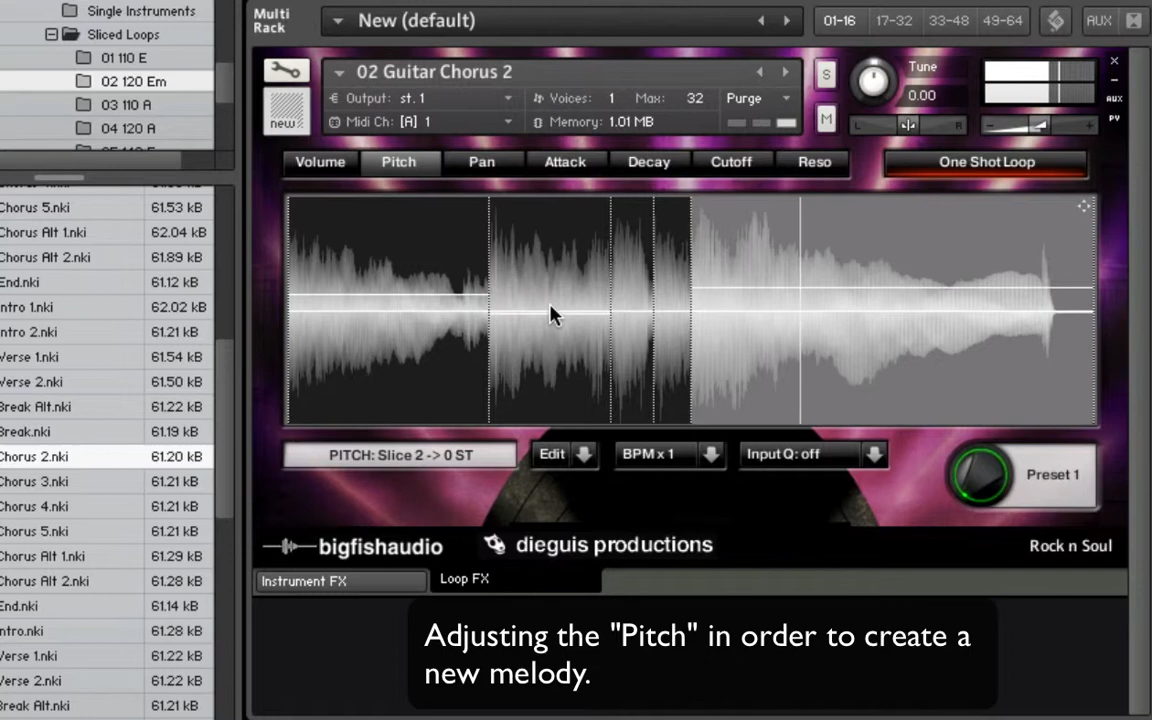 Single Instruments
Sliced Loops
01 110 E
02 120 Em
03 110 A
04 120 A
Chorus 5.nki 61.53 kB
Chorus Alt 1.nki 62.04 kB
Chorus Alt 2.nki 61.89 kB
End.nki 61.12 kB
ntro 1.nki 62.02 kB
ntro 2.nki 61.21 kB
Verse 1.nki 61.54 kB
Verse 2.nki 61.50 kB
Break Alt.nki 61.22 kB
Break.nki 61.19 kB
Chorus 2.nki 61.20 kB
Chorus 3.nki 61.21 kB
Chorus 4.nki 61.21 kB
Chorus 5.nki 61.21 kB
Chorus Alt 1.nki 61.29 kB
Chorus Alt 2.nki 61.28 kB
End.nki 61.14 kB
ntro.nki 61.28 kB
Verse 1.nki 61.22 kB
Verse 2.nki 61.22 kB
Break Alt.nki 61.21 kB
Multi
Rack
New (default)
01-16 17-32 33-48 49-64 AUX
02 Guitar Chorus 2
Output: st. 1 Voices: 1 Max: 32 Purge
Midi Ch: [A] 1 Memory: 1.01 MB
new%
S
M
Tune
0.00
L R
AUX
PV
Volume Pitch Pan Attack Decay Cutoff Reso One Shot Loop
PITCH: Slice 2 -> 0 ST Edit BPM x 1 Input Q: off
Preset 1
bigfishaudio dieguis productions Rock n Soul
Instrument FX Loop FX
Adjusting the "Pitch" in order to create a
new melody.